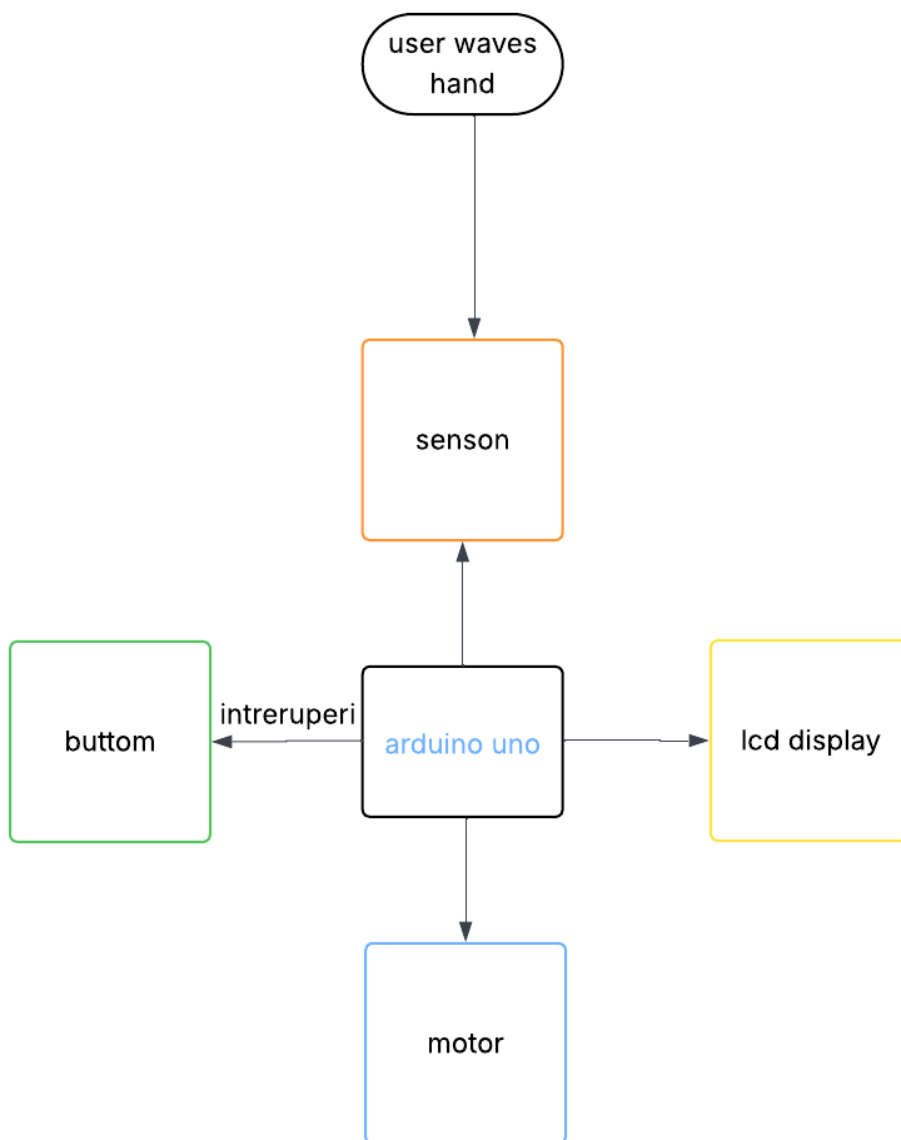 user waves
hand
senson
buttom
intreruperi
arduino uno
lcd display
motor